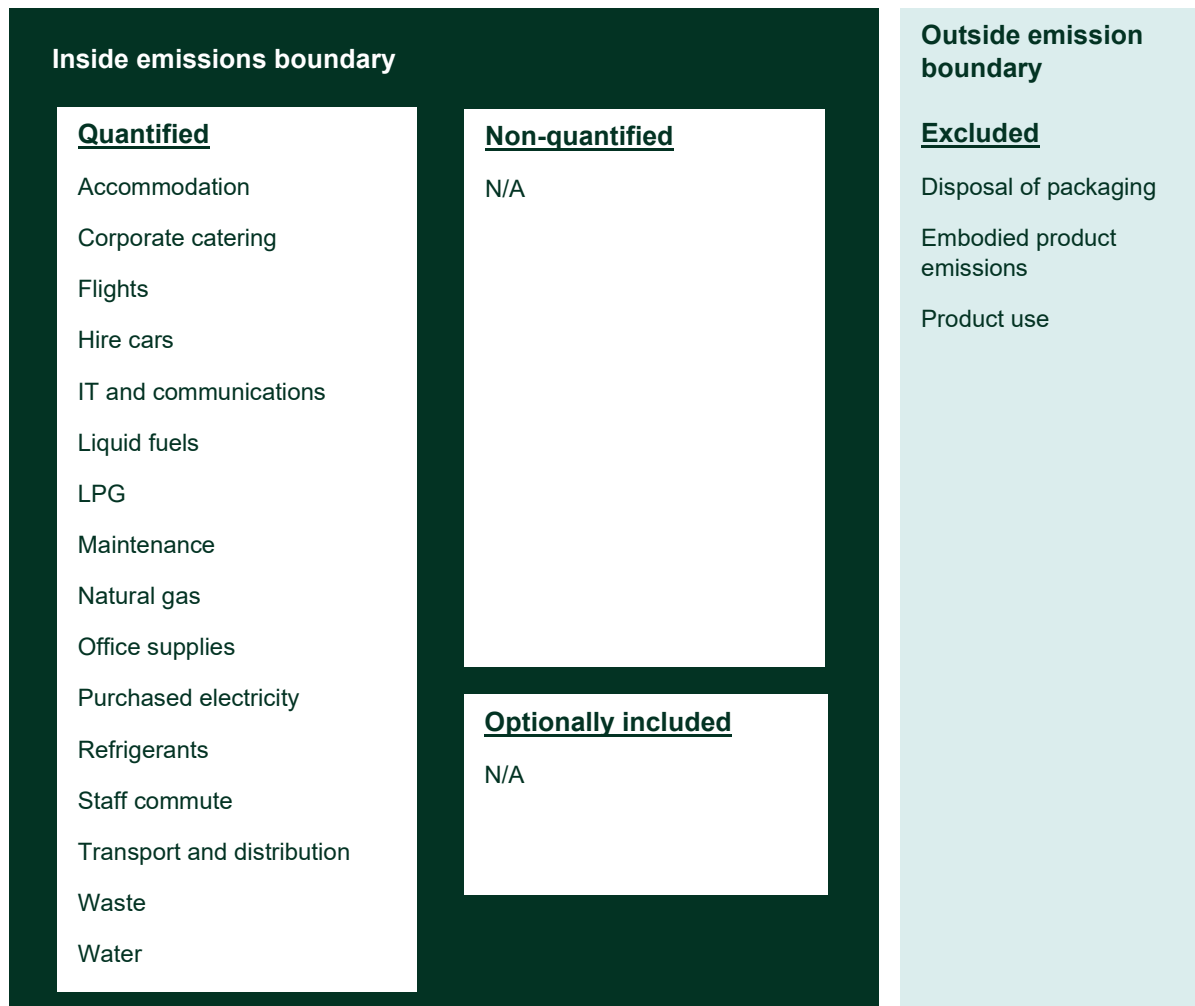 Inside emissions boundary
Quantified
Accommodation
Corporate catering
Flights
Hire cars
IT and communications
Liquid fuels
LPG
Maintenance
Natural gas
Office supplies
Purchased electricity
Refrigerants
Staff commute
Transport and distribution
Waste
Water
Non-quantified
N/A
Optionally included
N/A
Outside emission
boundary
Excluded
Disposal of packaging
Embodied product
emissions
Product use